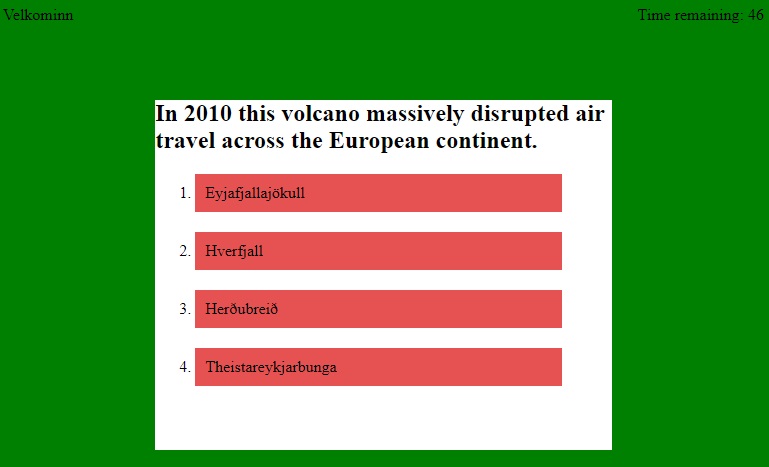 Velkominn
Time remaining: 46
In 2010 this volcano massively disrupted air
travel across the European continent.
1. Eyjafjallajökull
2. Hverfjall
3. Herðubreið
4. Theistareykjarbunga